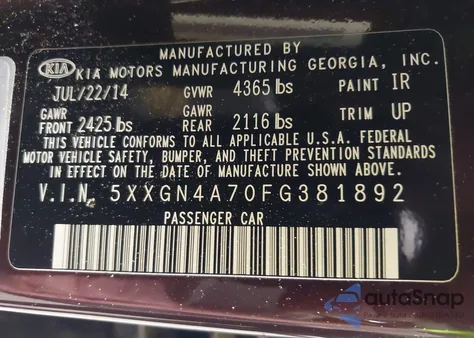 MANUFACTURED BY
KIA KIA MOTORS MANUFACTURING GEORGIA, INC.
JUL/22/14 GVWR 4365 lbs PAINT IR
GAWR FRONT 2425 lbs GAWR REAR 2116 lbs TRIM UP
THIS VEHICLE CONFORMS TO ALL APPLICABLE U.S.A. FEDERAL
MOTOR VEHICLE SAFETY, BUMPER, AND THEFT PREVENTION STANDARDS
IN EFFECT ON THE DATE OF MANUFACTURE SHOWN ABOVE.
V.I.N. 5XXGN4A70FG381892
PASSENGER CAR
autoSnap